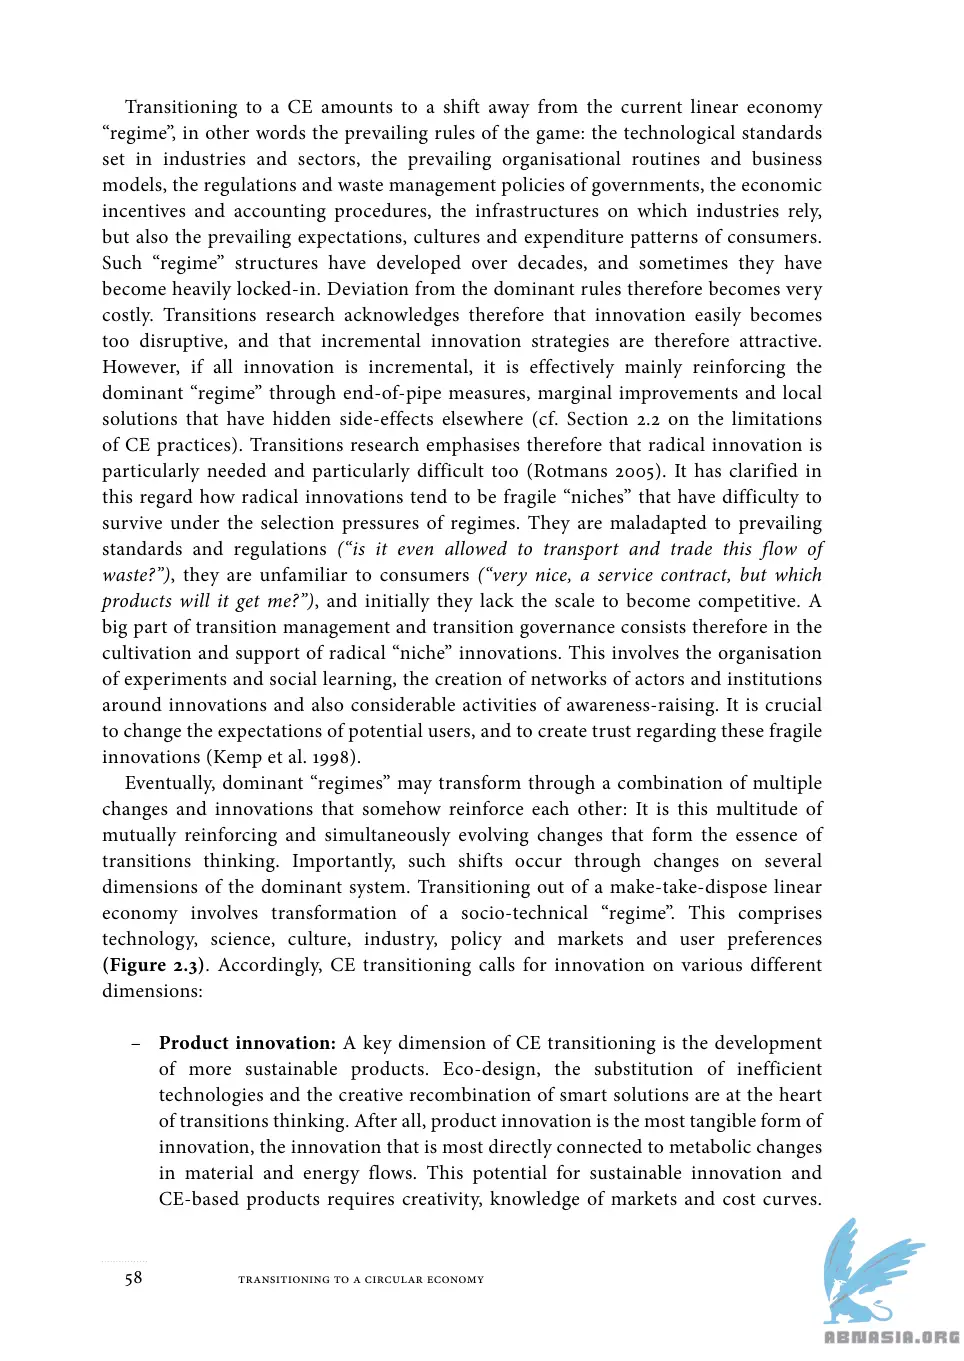 Transitioning to a CE amounts to a shift away from the current linear economy
“regime”, in other words the prevailing rules of the game: the technological standards
set in industries and sectors, the prevailing organisational routines and business
models, the regulations and waste management policies of governments, the economic
incentives and accounting procedures, the infrastructures on which industries rely,
but also the prevailing expectations, cultures and expenditure patterns of consumers.
Such “regime” structures have developed over decades, and sometimes they have
become heavily locked-in. Deviation from the dominant rules therefore becomes very
costly. Transitions research acknowledges therefore that innovation easily becomes
too disruptive, and that incremental innovation strategies are therefore attractive.
However, if all innovation is incremental, it is effectively mainly reinforcing the
dominant “regime” through end-of-pipe measures, marginal improvements and local
solutions that have hidden side-effects elsewhere (cf. Section 2.2 on the limitations
of CE practices). Transitions research emphasises therefore that radical innovation is
particularly needed and particularly difficult too (Rotmans 2005). It has clarified in
this regard how radical innovations tend to be fragile “niches” that have difficulty to
survive under the selection pressures of regimes. They are maladapted to prevailing
standards and regulations (“is it even allowed to transport and trade this flow of
waste?”), they are unfamiliar to consumers (“very nice, a service contract, but which
products will it get me?”), and initially they lack the scale to become competitive. A
big part of transition management and transition governance consists therefore in the
cultivation and support of radical “niche” innovations. This involves the organisation
of experiments and social learning, the creation of networks of actors and institutions
around innovations and also considerable activities of awareness-raising. It is crucial
to change the expectations of potential users, and to create trust regarding these fragile
innovations (Kemp et al. 1998).
Eventually, dominant “regimes” may transform through a combination of multiple
changes and innovations that somehow reinforce each other: It is this multitude of
mutually reinforcing and simultaneously evolving changes that form the essence of
transitions thinking. Importantly, such shifts occur through changes on several
dimensions of the dominant system. Transitioning out of a make-take-dispose linear
economy involves transformation of a socio-technical “regime”. This comprises
technology, science, culture, industry, policy and markets and user preferences
(Figure 2.3). Accordingly, CE transitioning calls for innovation on various different
dimensions:
– Product innovation: A key dimension of CE transitioning is the development
of more sustainable products. Eco-design, the substitution of inefficient
technologies and the creative recombination of smart solutions are at the heart
of transitions thinking. After all, product innovation is the most tangible form of
innovation, the innovation that is most directly connected to metabolic changes
in material and energy flows. This potential for sustainable innovation and
CE-based products requires creativity, knowledge of markets and cost curves.
58 TRANSITIONING TO A CIRCULAR ECONOMY
ABNASIA.ORG